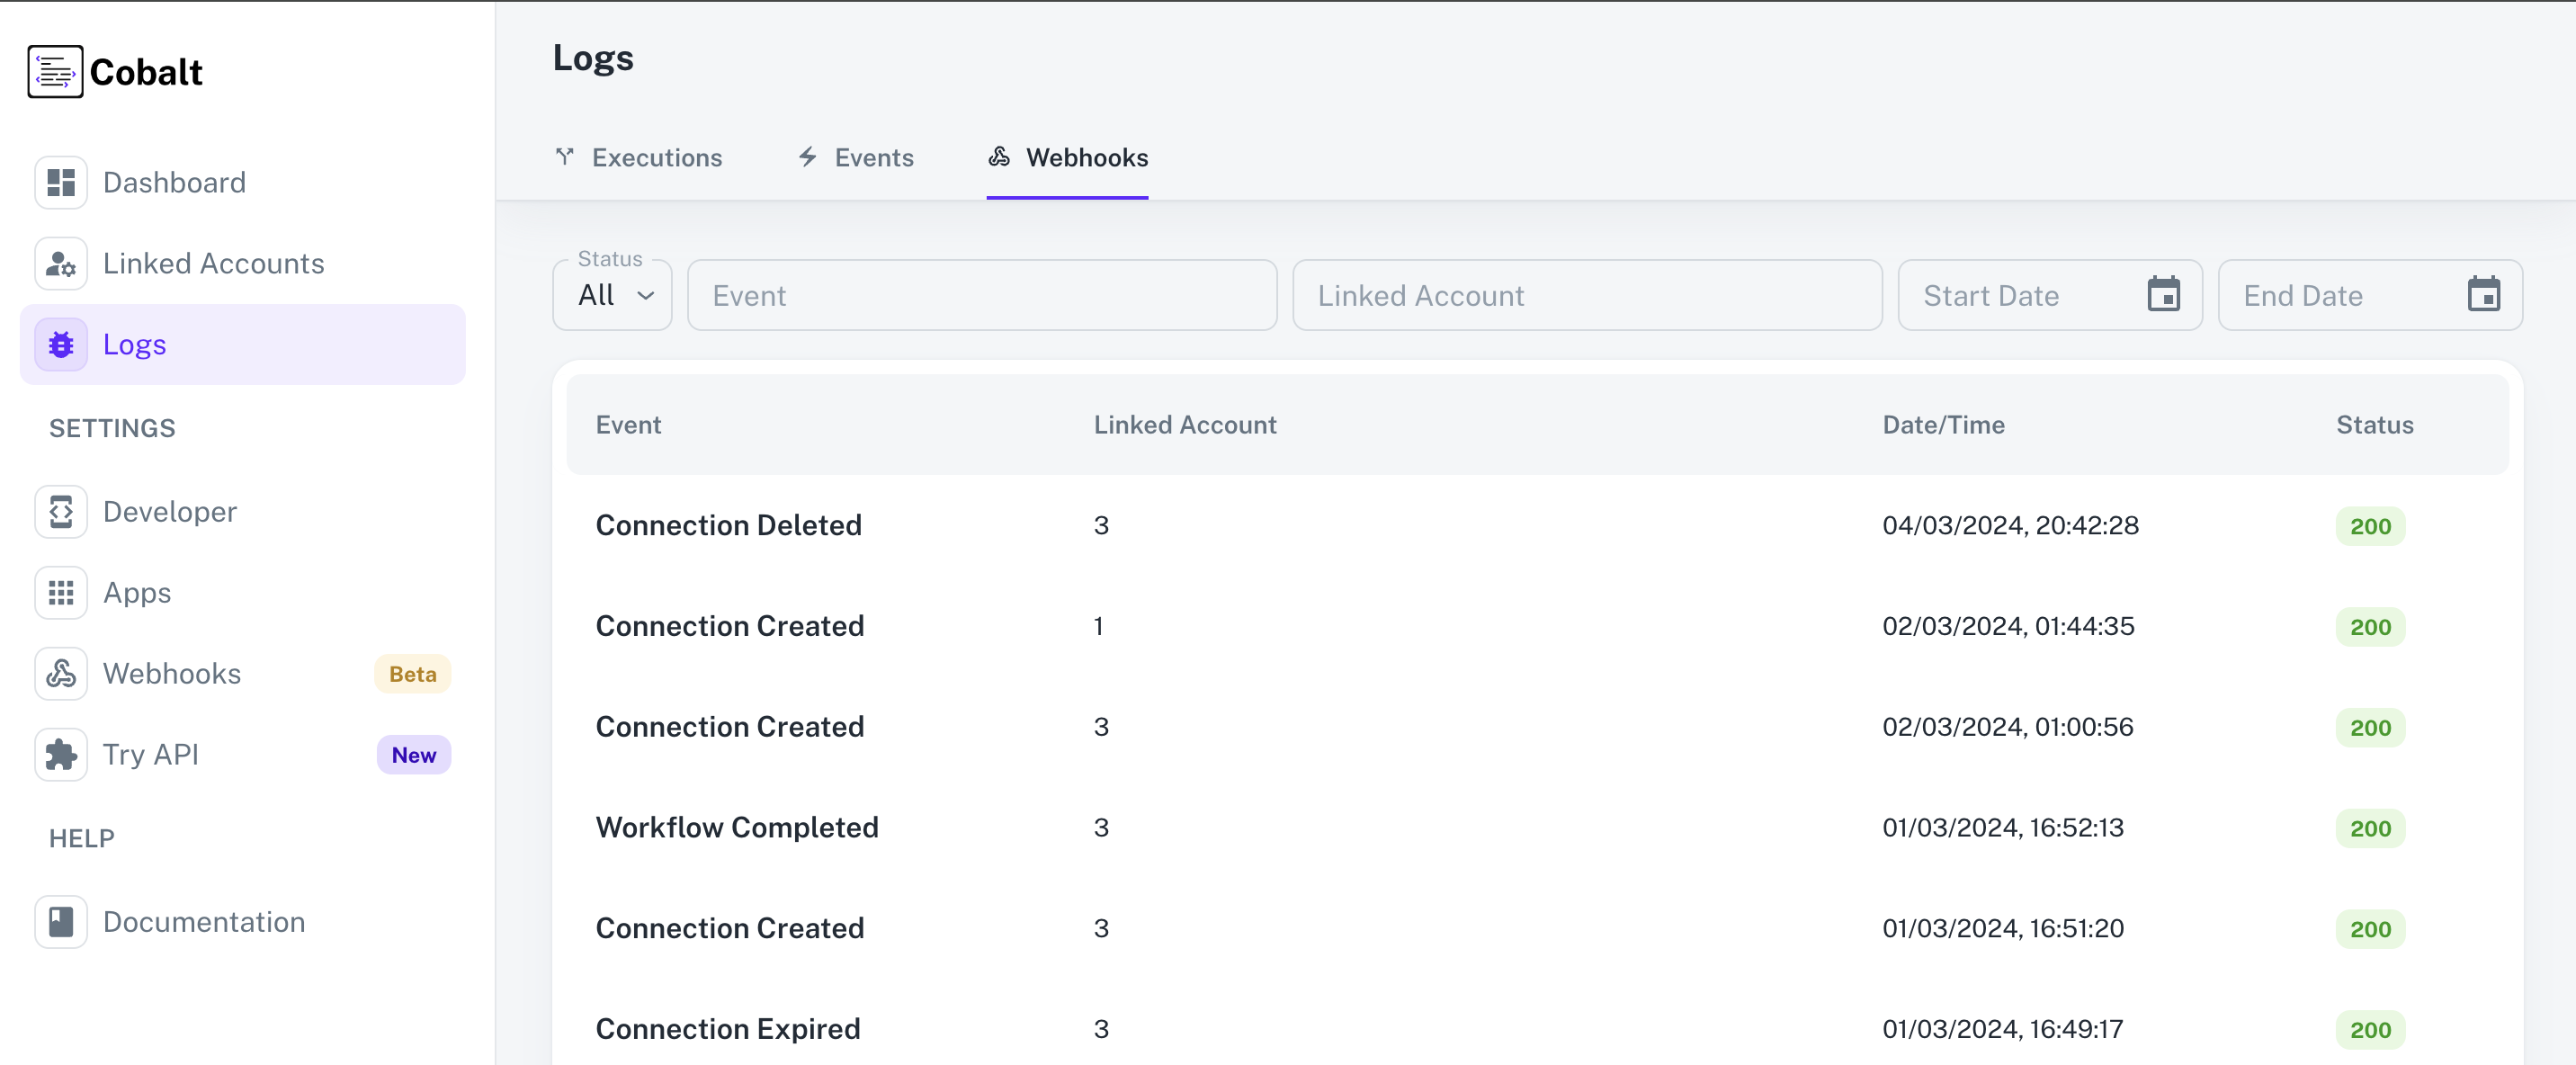 Cobalt
Dashboard
Linked Accounts
Logs
SETTINGS
Developer
Apps
Webhooks Beta
Try API New
HELP
Documentation
Logs
Executions Events Webhooks
Status
All Event Linked Account Start Date End Date
Event Linked Account Date/Time Status
Connection Deleted 3 04/03/2024, 20:42:28 200
Connection Created 1 02/03/2024, 01:44:35 200
Connection Created 3 02/03/2024, 01:00:56 200
Workflow Completed 3 01/03/2024, 16:52:13 200
Connection Created 3 01/03/2024, 16:51:20 200
Connection Expired 3 01/03/2024, 16:49:17 200